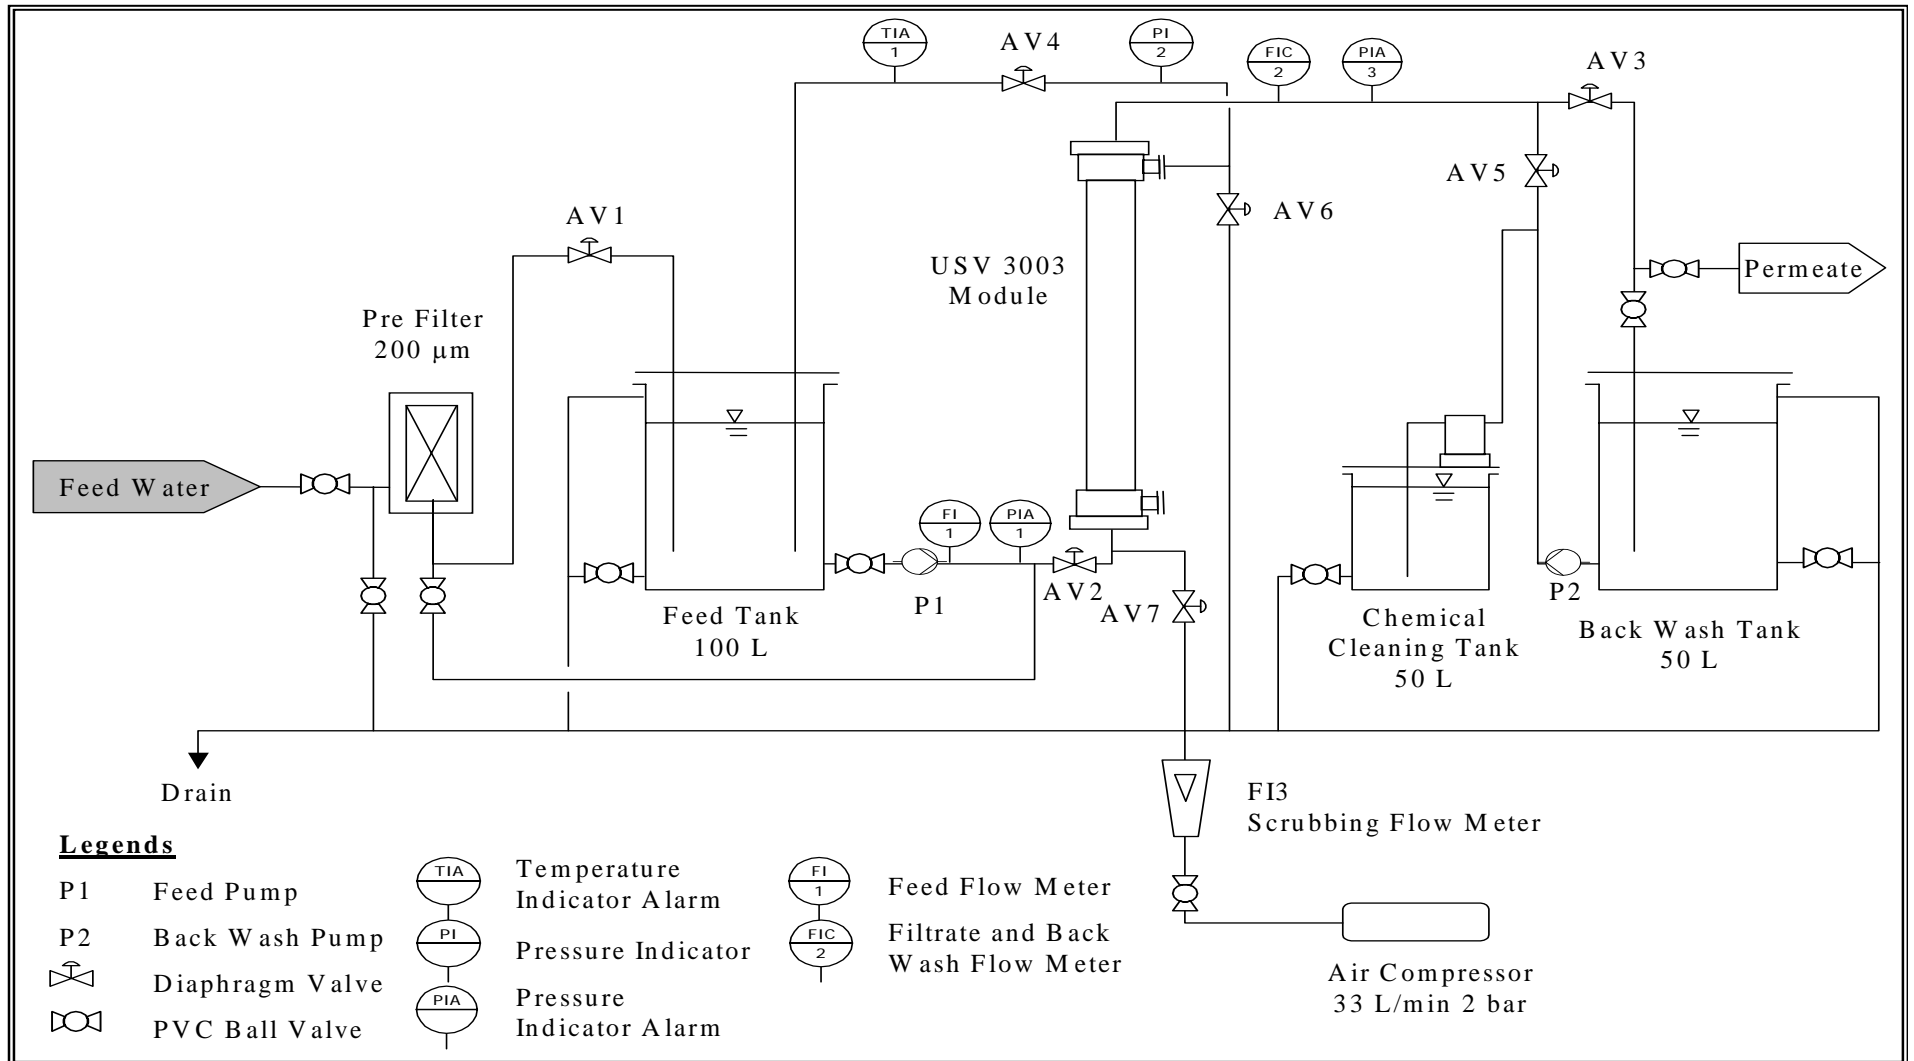 TIA
1
AV4
PI
2
FIC
2
PIA
3
AV3
AV1
AV5
AV6
USV 3003
Module
Permeate
Pre Filter
200 μm
Feed Water
FI
1
PIA
1
P1
AV2
AV7
P2
Feed Tank
100 L
Chemical
Cleaning Tank
50 L
Back Wash Tank
50 L
Drain
FI3
Scrubbing Flow Meter
Air Compressor
33 L/min 2 bar
Legends
P1
Feed Pump
P2
Back Wash Pump
Diaphragm Valve
PVC Ball Valve
TIA
Temperature
Indicator Alarm
PI
Pressure Indicator
PIA
Pressure
Indicator Alarm
FI
1
Feed Flow Meter
FIC
2
Filtrate and Back
Wash Flow Meter